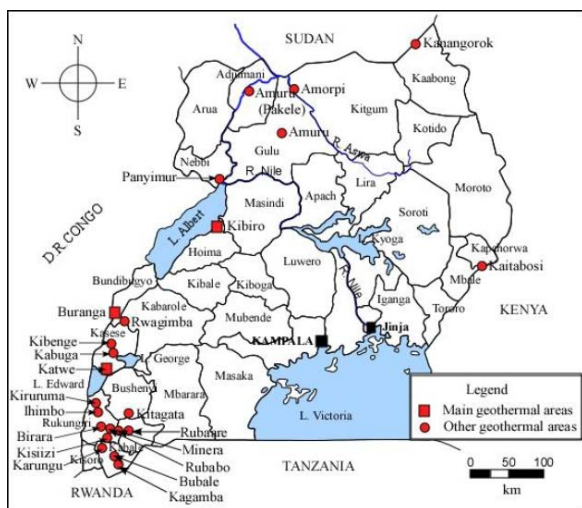 SUDAN
N
W E
S
Kanangorok
Kaabong
Adjumani
Amuru
(Pakele)
Amorpi
Arua
Kitgum
Kotido
Amuru
R. Aswa
Gulu
Nebbi
Panyimur
R. Nile
Apach
Lira
Moroto
Masindi
Soroti
D.R.CONGO
L. Albert
Kibiro
Hoima
L. Kyoga
Kapchorwa
Kaitabosi
Mbale
Luwero
R. Nile
Bundibugyo
Kibale
Kiboga
Buranga
Kabarole
Rwagimba
Mubende
Iganga
Tororo
KENYA
Kasese
Kibenge
Kabuga
KAMPALA
Jinja
Katwe
L. George
L. Edward
Bushenyi
Mbarara
Masaka
Kiruruma
Ihimbo
Rukungiri
Kitagata
L. Victoria
Birara
Kisiizi
Karungu
Kisoro
Kabale
Rubaare
Minera
Rubabo
Bubale
Kagamba
RWANDA
TANZANIA
Legend
Main geothermal areas
Other geothermal areas
0 50 100
km